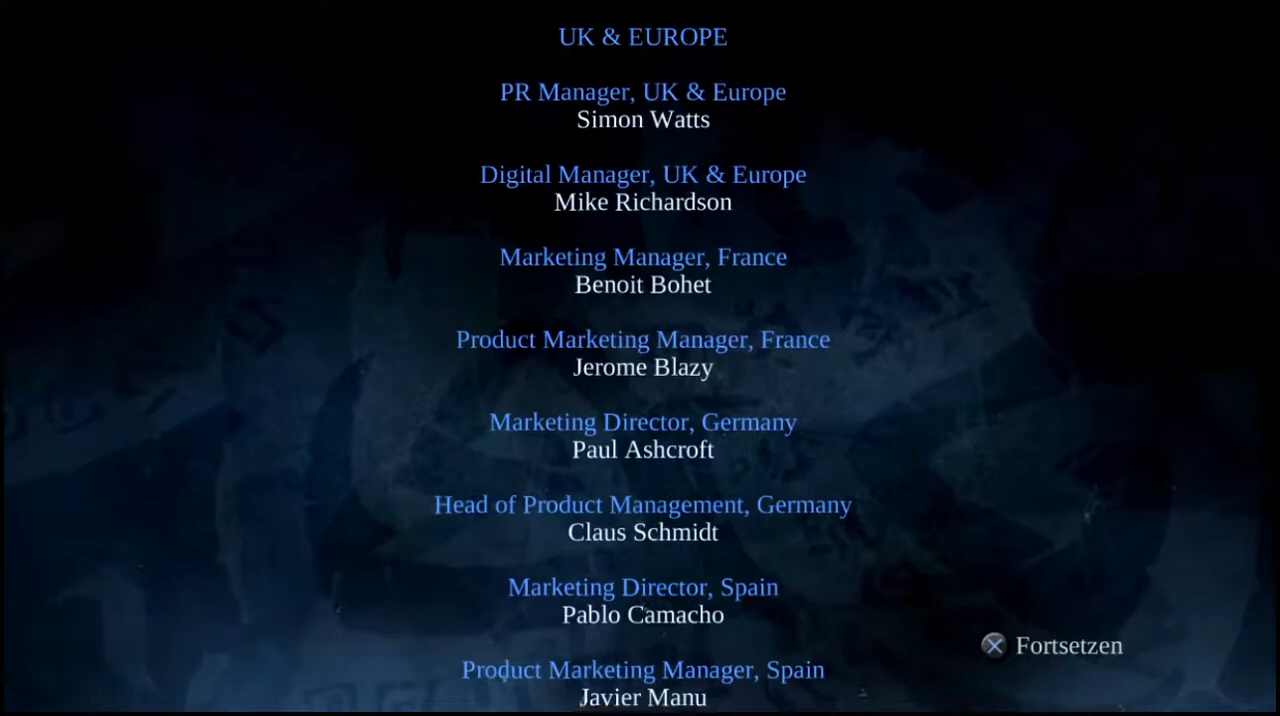 UK & EUROPE
PR Manager, UK & Europe
Simon Watts
Digital Manager, UK & Europe
Mike Richardson
Marketing Manager, France
Benoit Bohet
Product Marketing Manager, France
Jerome Blazy
Marketing Director, Germany
Paul Ashcroft
Head of Product Management, Germany
Claus Schmidt
Marketing Director, Spain
Pablo Camacho
Fortsetzen
Product Marketing Manager, Spain
Javier Manu